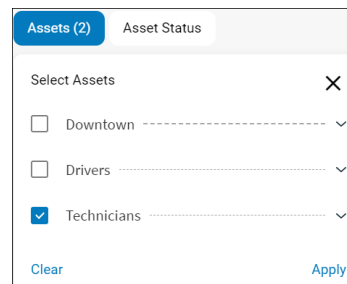 Assets (2) Asset Status
Select Assets
Downtown
Drivers
Technicians
Clear Apply